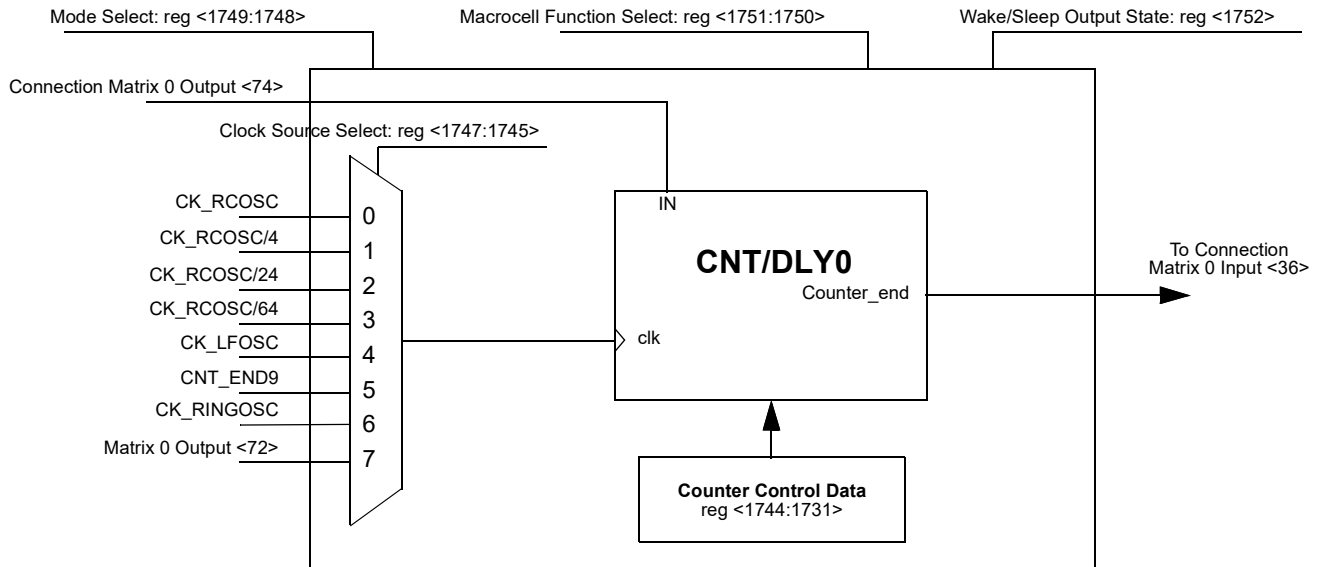 Mode Select: reg <1749:1748>
Macrocell Function Select: reg <1751:1750>
Wake/Sleep Output State: reg <1752>
Connection Matrix 0 Output <74>
Clock Source Select: reg <1747:1745>
CK_RCOSC
0
CK_RCOSC/4
1
CK_RCOSC/24
2
CK_RCOSC/64
3
CK_LFOSC
4
CNT_END9
5
CK_RINGOSC
6
Matrix 0 Output <72>
7
IN
CNT/DLY0
Counter_end
clk
To Connection
Matrix 0 Input <36>
Counter Control Data
reg <1744:1731>